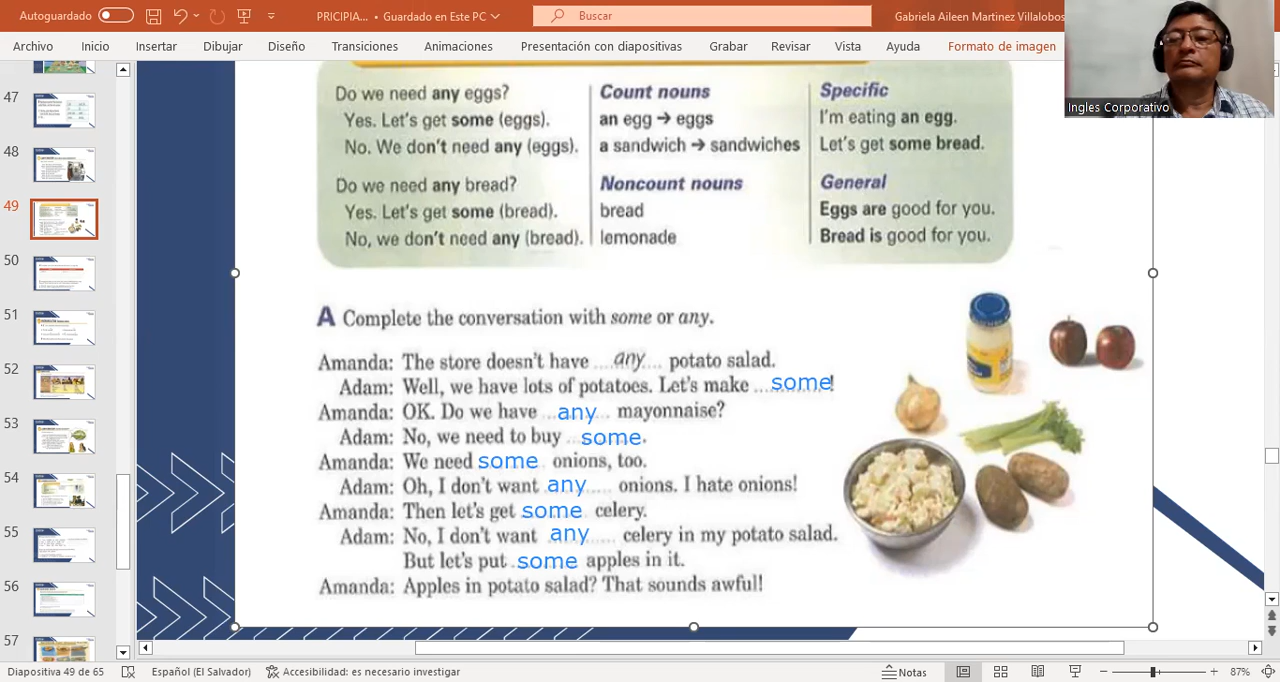 Autoguardado
PRICIPIA... • Guardado en Este PC
Buscar
Gabriela Aileen Martinez Villalobos
Archivo Inicio Insertar Dibujar Diseño Transiciones Animaciones Presentación con diapositivas Grabar Revisar Vista Ayuda Formato de imagen
Ingles Corporativo
47
48
49
50
51
52
53
54
55
56
57
Do we need any eggs?
Yes. Let's get some (eggs).
No. We don't need any (eggs).
Do we need any bread?
Yes. Let's get some (bread).
No, we don't need any (bread).
Count nouns
an egg → eggs
a sandwich → sandwiches
Noncount nouns
bread
lemonade
Specific
I'm eating an egg.
Let's get some bread.
General
Eggs are good for you.
Bread is good for you.
A Complete the conversation with some or any.
Amanda: The store doesn't have ....any.... potato salad.
Adam: Well, we have lots of potatoes. Let's make ...some!
Amanda: OK. Do we have ...any... mayonnaise?
Adam: No, we need to buy ...some.
Amanda: We need some onions, too.
Adam: Oh, I don't want any.... onions. I hate onions!
Amanda: Then let's get some celery.
Adam: No, I don't want any.... celery in my potato salad.
But let's put some apples in it.
Amanda: Apples in potato salad? That sounds awful!
Diapositiva 49 de 65 Español (El Salvador) Accesibilidad: es necesario investigar Notas 87%